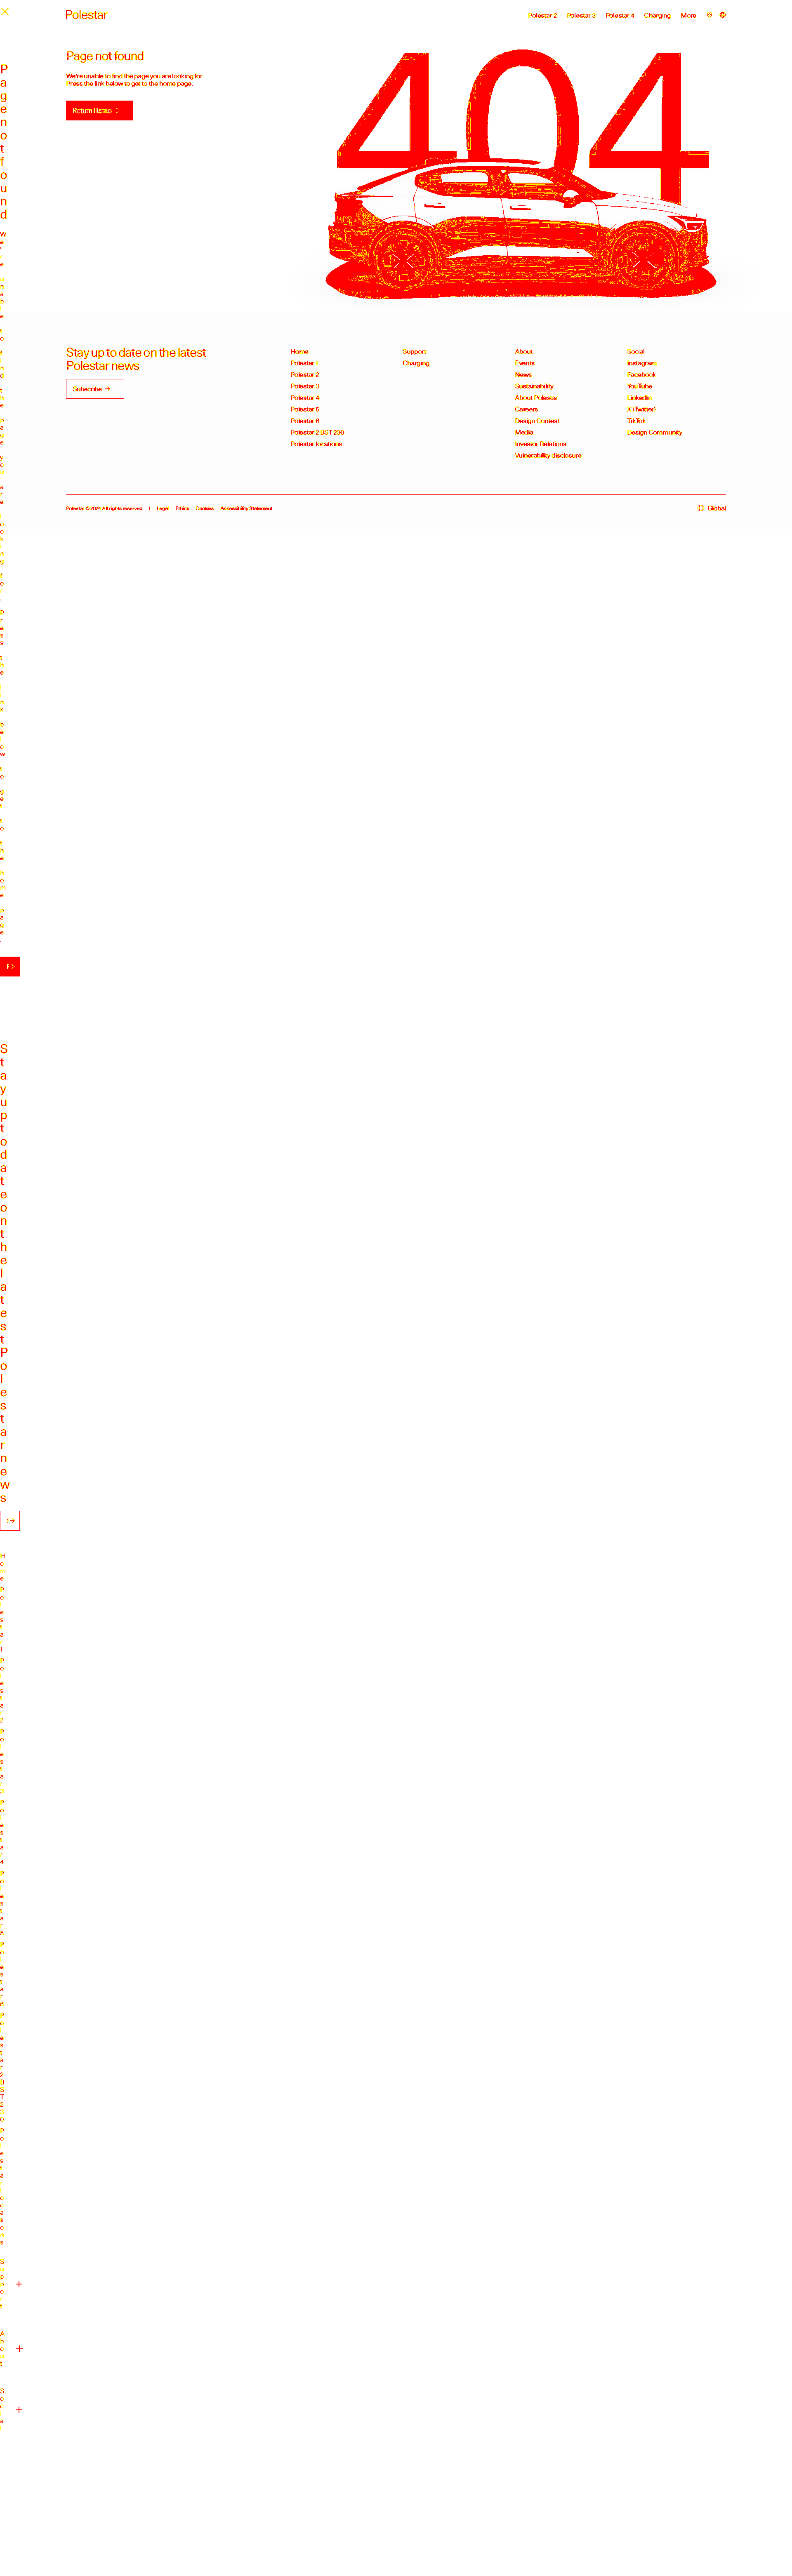 Polestar
Polestar 2
Polestar 3
Polestar 4
Charging
More
Page not found
We're unable to find the page you are looking for.
Press the link below to get to the home page.
Return Home
404
Stay up to date on the latest
Polestar news
Subscribe
Home
Polestar 1
Polestar 2
Polestar 3
Polestar 4
Polestar 5
Polestar 6
Polestar 2 BST 230
Polestar locations
Support
Charging
About
Events
News
Sustainability
About Polestar
Careers
Design Contest
Media
Investor Relations
Vulnerability disclosure
Social
Instagram
Facebook
YouTube
LinkedIn
X (Twitter)
TikTok
Design Community
Polestar © 2024 All rights reserved
Legal
Ethics
Cookies
Accessibility Statement
Global
Page not found
We're unable to find the page you are looking for. Press the link below to get to the home page.
Stay up to date on the latest Polestar news
Home
Polestar 1
Polestar 2
Polestar 3
Polestar 4
Polestar 5
Polestar 6
Polestar 2 BST 230
Polestar locations
Support
About
Social